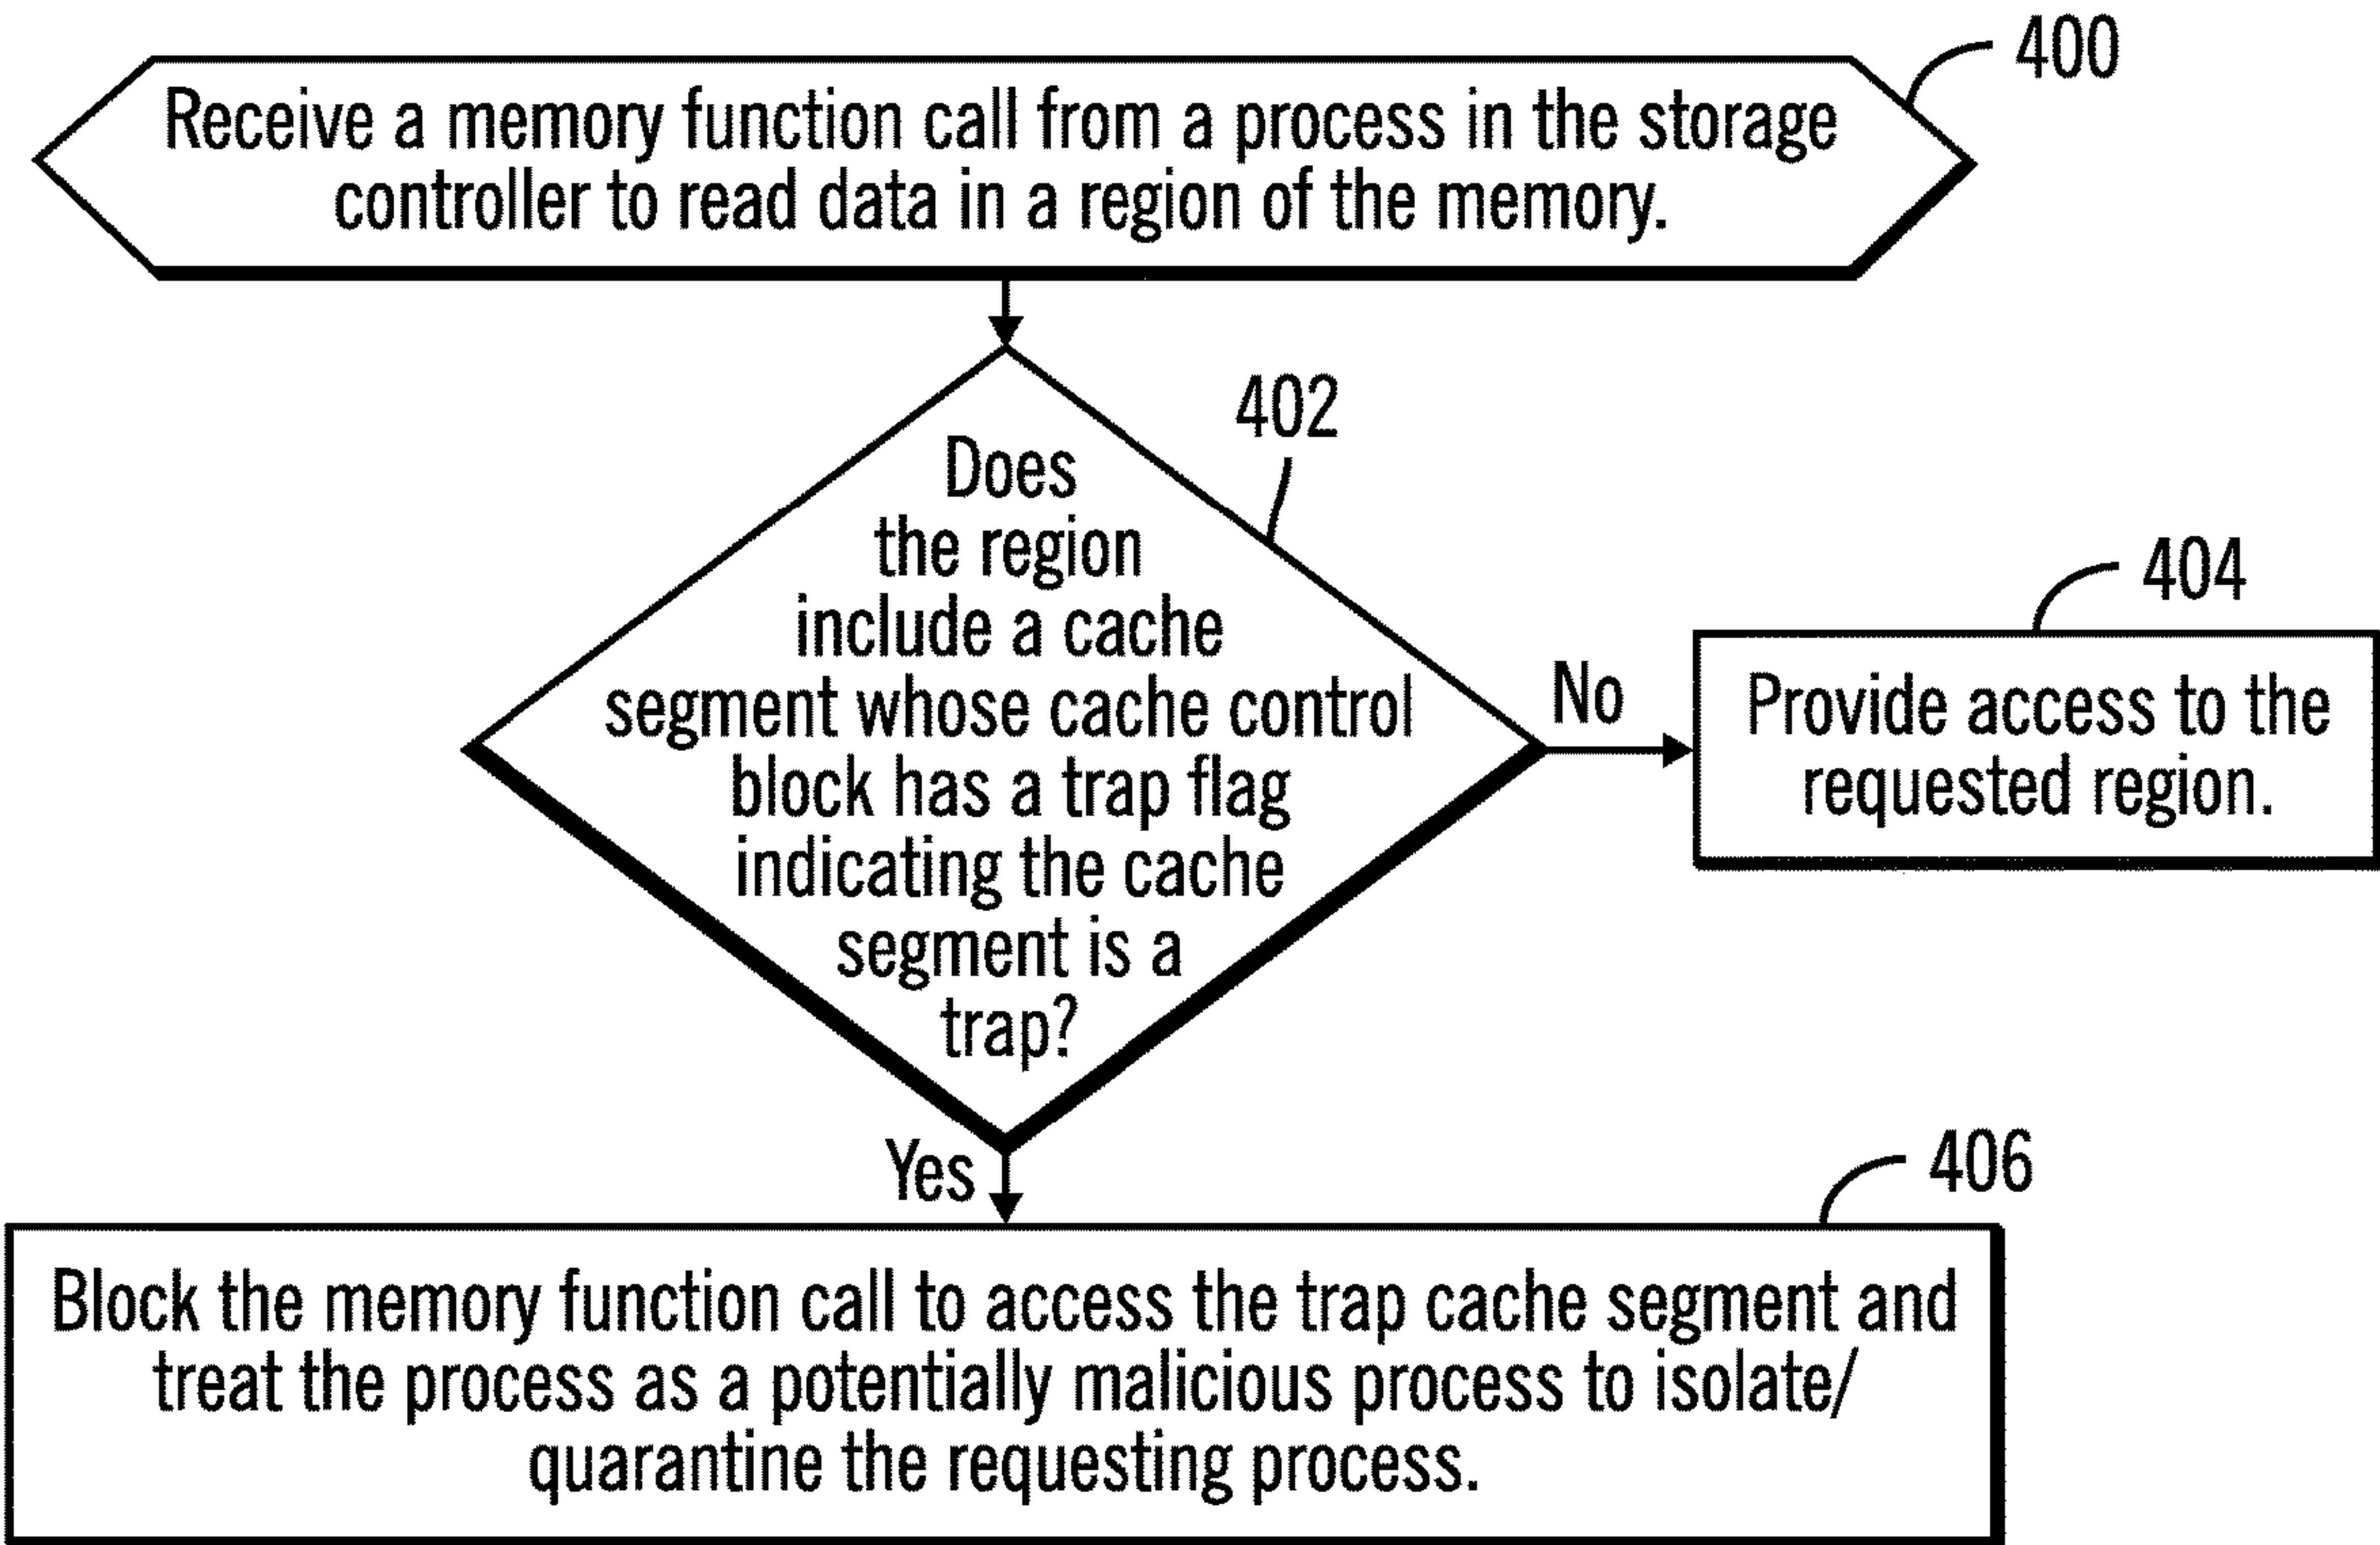 400
Receive a memory function call from a process in the storage
controller to read data in a region of the memory.
402
Does
the region
include a cache
segment whose cache control
block has a trap flag
indicating the cache
segment is a
trap?
No
404
Provide access to the
requested region.
Yes
406
Block the memory function call to access the trap cache segment and
treat the process as a potentially malicious process to isolate/
quarantine the requesting process.